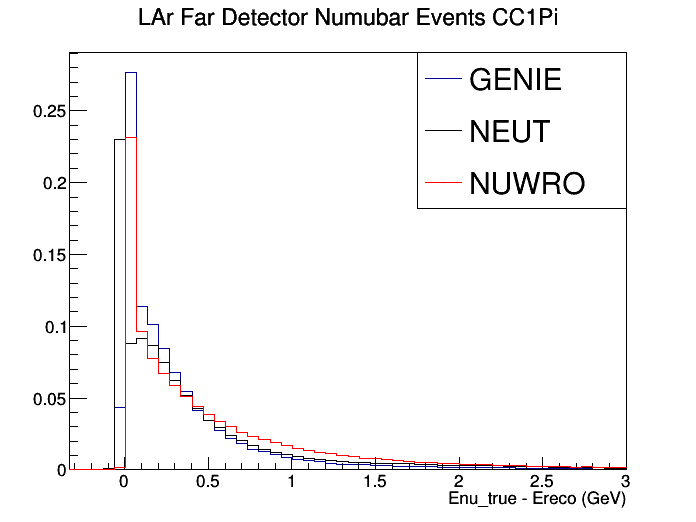 LAr Far Detector Numubar Events CC1Pi
GENIE
NEUT
NUWRO
0.25
0.2
0.15
0.1
0.05
0
0 0.5 1 1.5 2 2.5 3
Enu_true - Ereco (GeV)